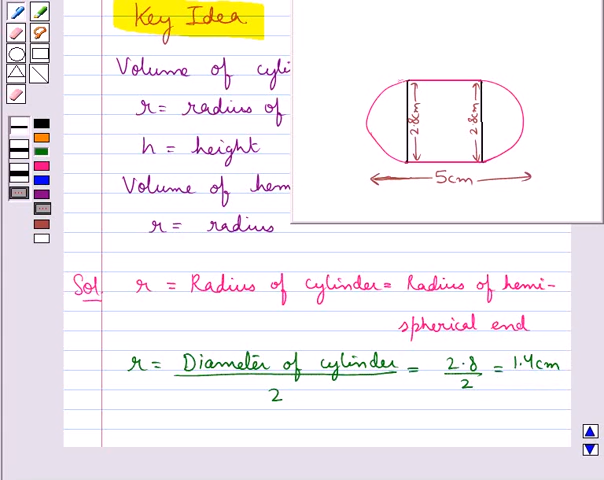 Key Idea
Volume of cyli
r = radius of
h = height
Volume of hem
r = radius
2.8cm
2.8cm
5cm
Sol. r = Radius of cylinder = Radius of hemi-
spherical end
r = Diameter of cylinder / 2 = 2.8 / 2 = 1.4cm